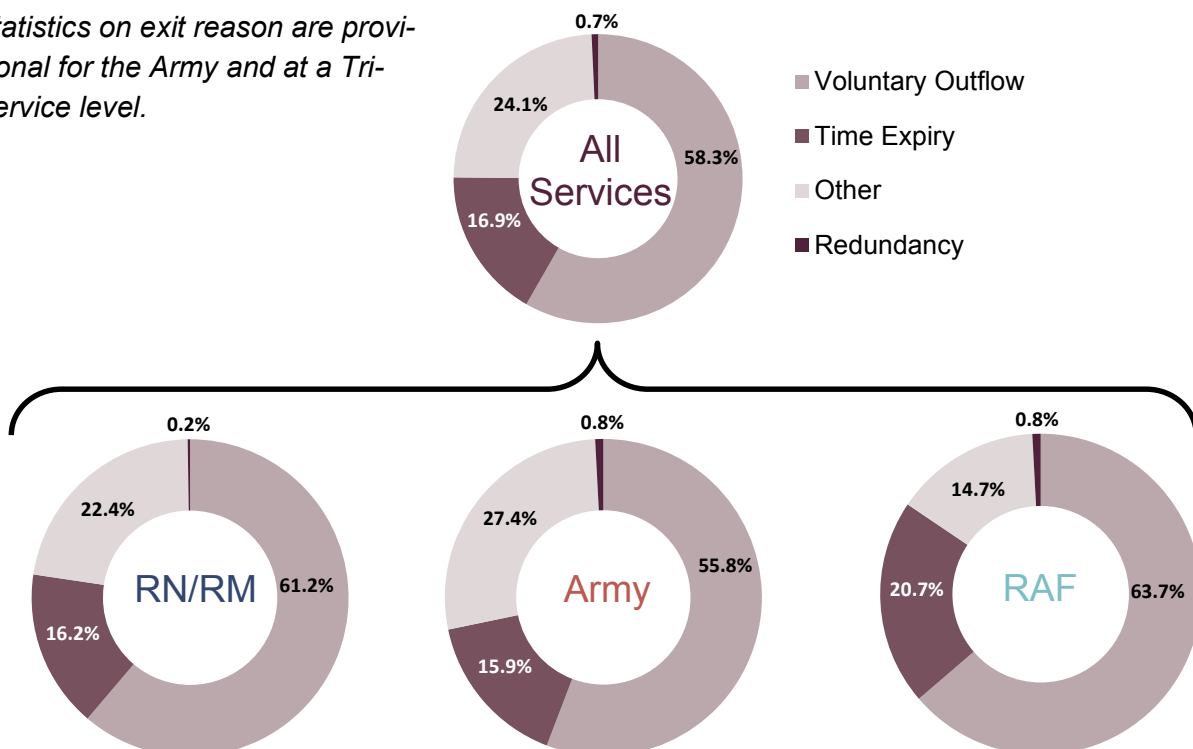 tatistics on exit reason are provi-
onal for the Army and at a Tri-
ervice level.
0.7%
24.1%
58.3%
16.9%
All
Services
Voluntary Outflow
Time Expiry
Other
Redundancy
0.2%
22.4%
61.2%
16.2%
RN/RM
0.8%
27.4%
55.8%
15.9%
Army
0.8%
14.7%
63.7%
20.7%
RAF